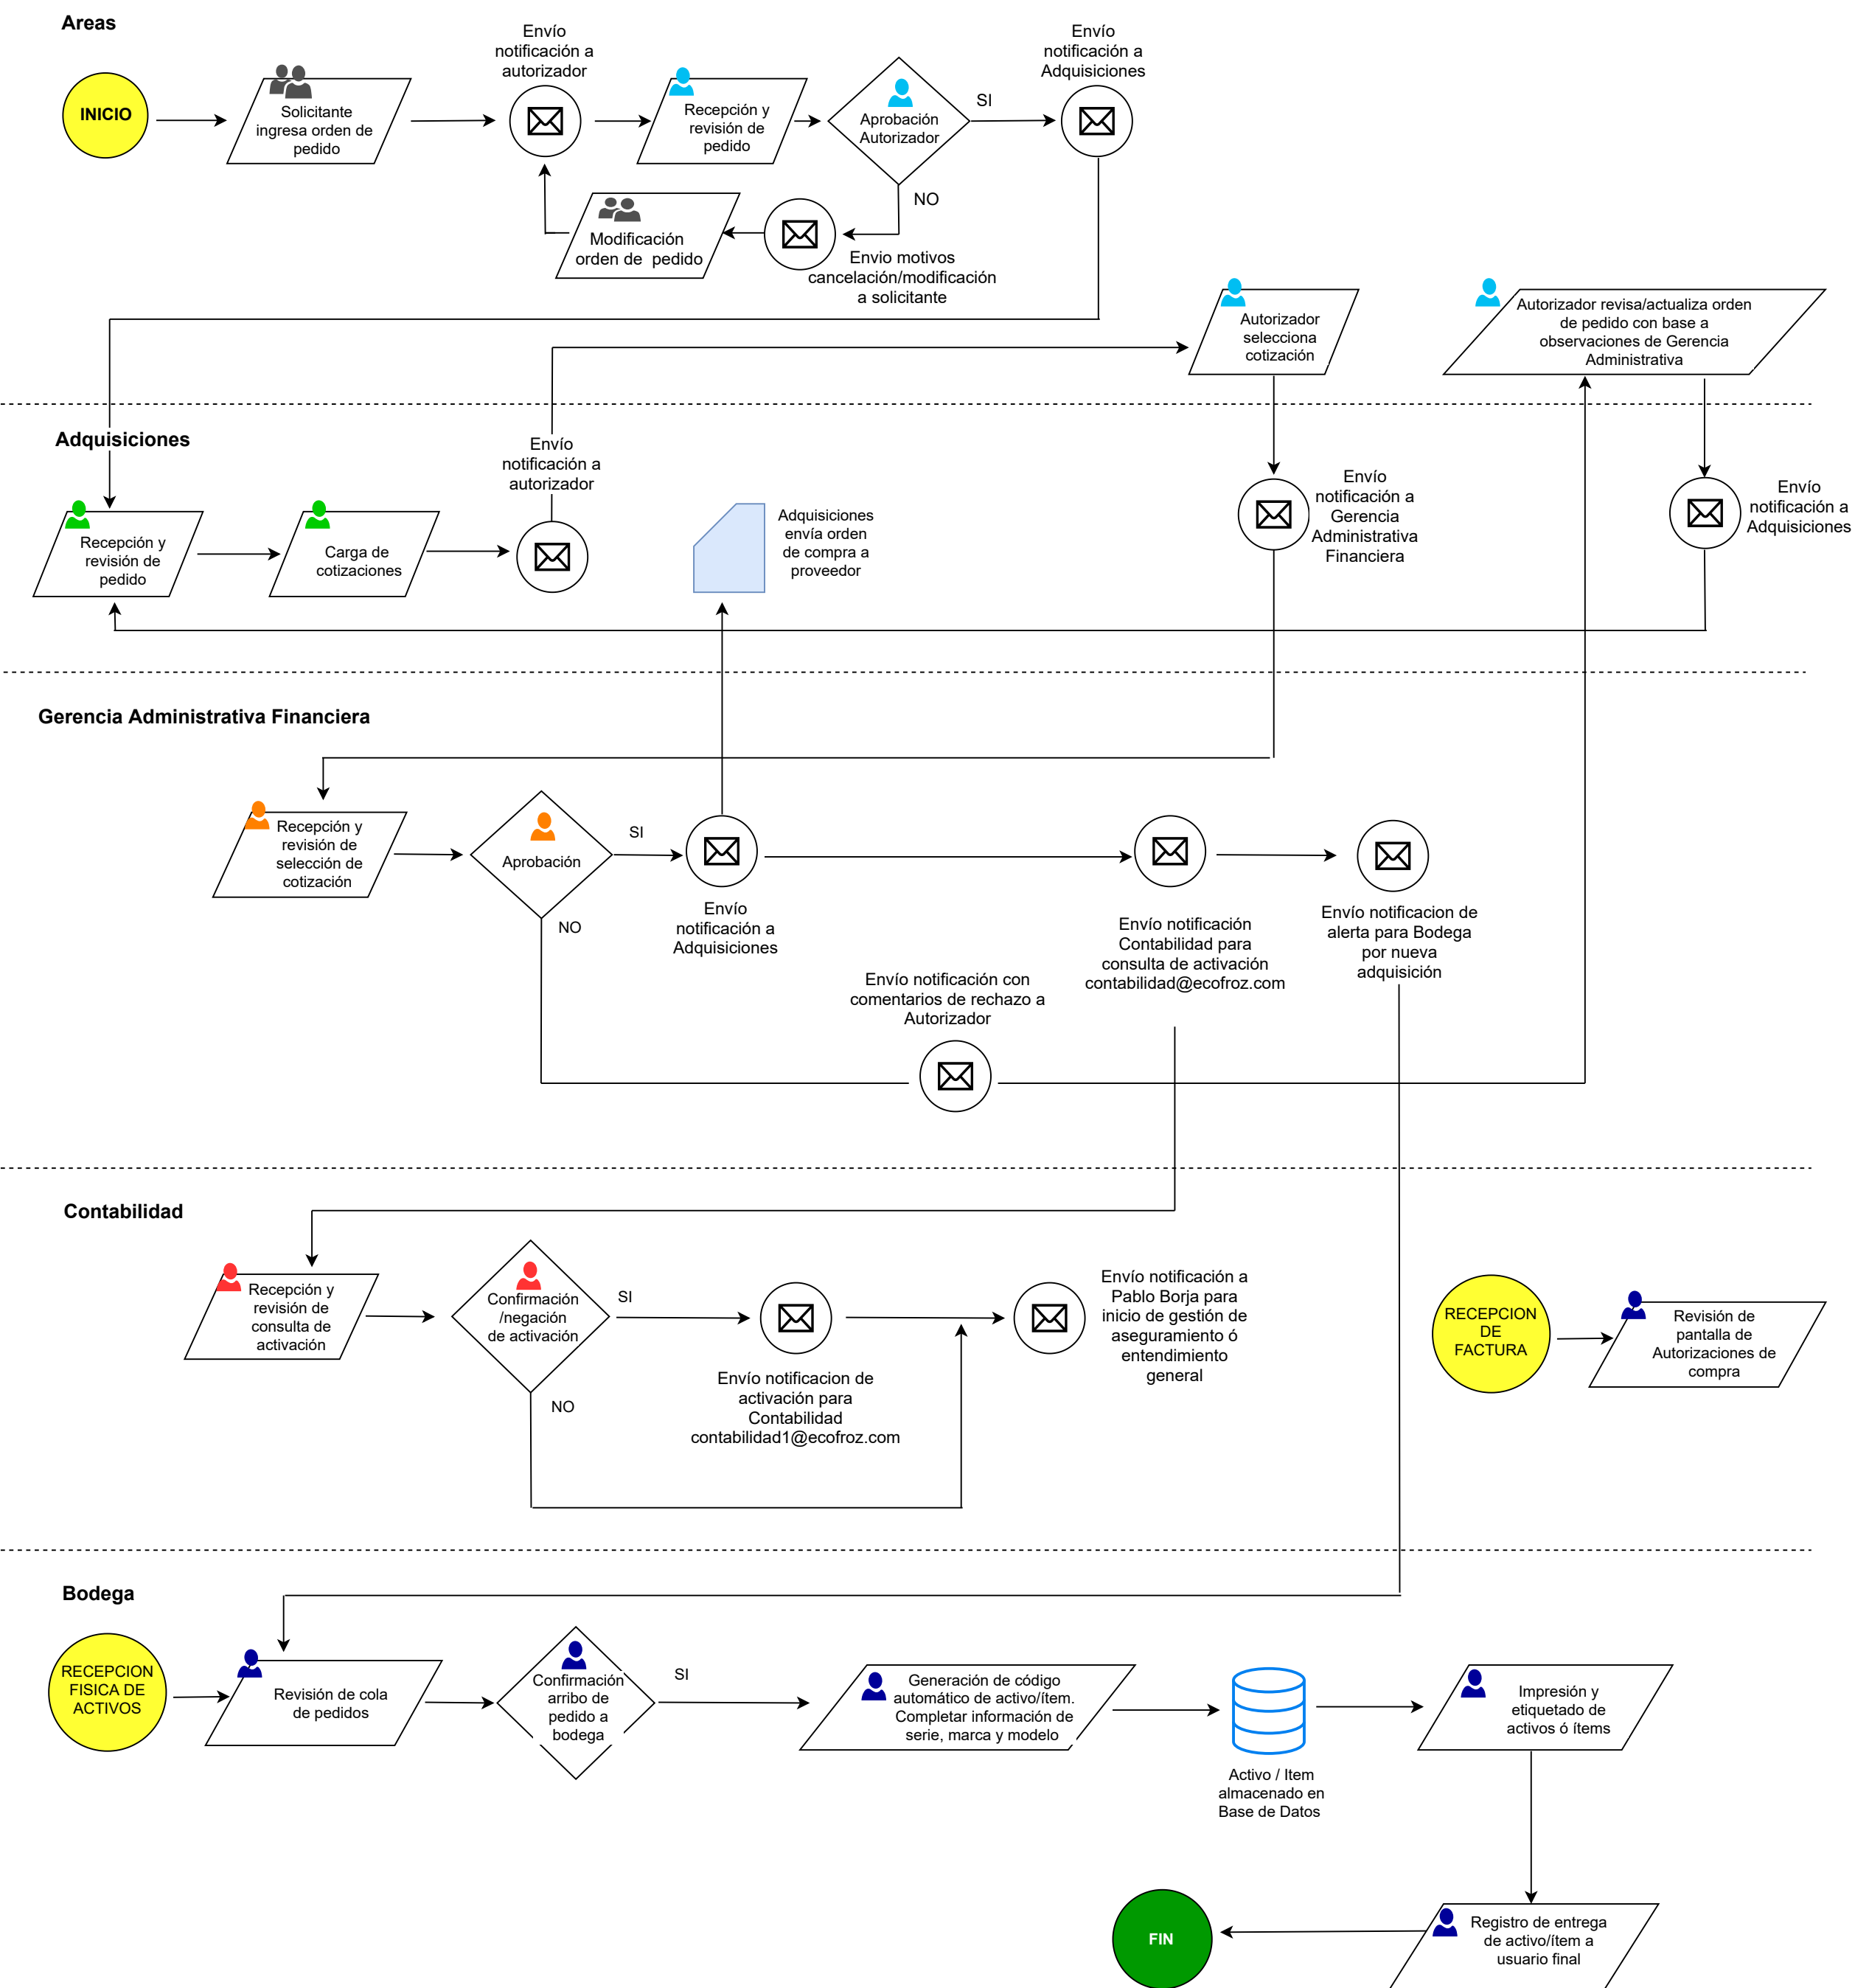 Areas
INICIO
Solicitante
ingresa orden de
pedido
Envío
notificación a
autorizador
Recepción y
revisión de
pedido
Aprobación
Autorizador
SI
NO
Envío
notificación a
Adquisiciones
Modificación
orden de pedido
Envio motivos
cancelación/modificación
a solicitante
Autorizador
selecciona
cotización
Autorizador revisa/actualiza orden
de pedido con base a
observaciones de Gerencia
Administrativa
Adquisiciones
Recepción y
revisión de
pedido
Carga de
cotizaciones
Envío
notificación a
autorizador
Adquisiciones
envía orden
de compra a
proveedor
Envío
notificación a
Gerencia
Administrativa
Financiera
Envío
notificación a
Adquisiciones
Gerencia Administrativa Financiera
Recepción y
revisión de
selección de
cotización
Aprobación
SI
NO
Envío
notificación a
Adquisiciones
Envío notificación con
comentarios de rechazo a
Autorizador
Envío notificación
Contabilidad para
consulta de activación
contabilidad@ecofroz.com
Envío notificacion de
alerta para Bodega
por nueva
adquisición
Contabilidad
Recepción y
revisión de
consulta de
activación
Confirmación
/negación
de activación
SI
NO
Envío notificacion de
activación para
Contabilidad
contabilidad1@ecofroz.com
Envío notificación a
Pablo Borja para
inicio de gestión de
aseguramiento ó
entendimiento
general
RECEPCION
DE
FACTURA
Revisión de
pantalla de
Autorizaciones de
compra
Bodega
RECEPCION
FISICA DE
ACTIVOS
Revisión de cola
de pedidos
Confirmación
arribo de
pedido a
bodega
SI
Generación de código
automático de activo/ítem.
Completar información de
serie, marca y modelo
Activo / Item
almacenado en
Base de Datos
Impresión y
etiquetado de
activos ó ítems
Registro de entrega
de activo/ítem a
usuario final
FIN